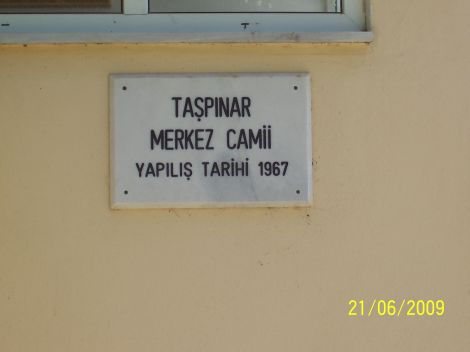 TAŞPINAR
MERKEZ CAMİİ
YAPILIŞ TARİHİ 1967
21/06/2009